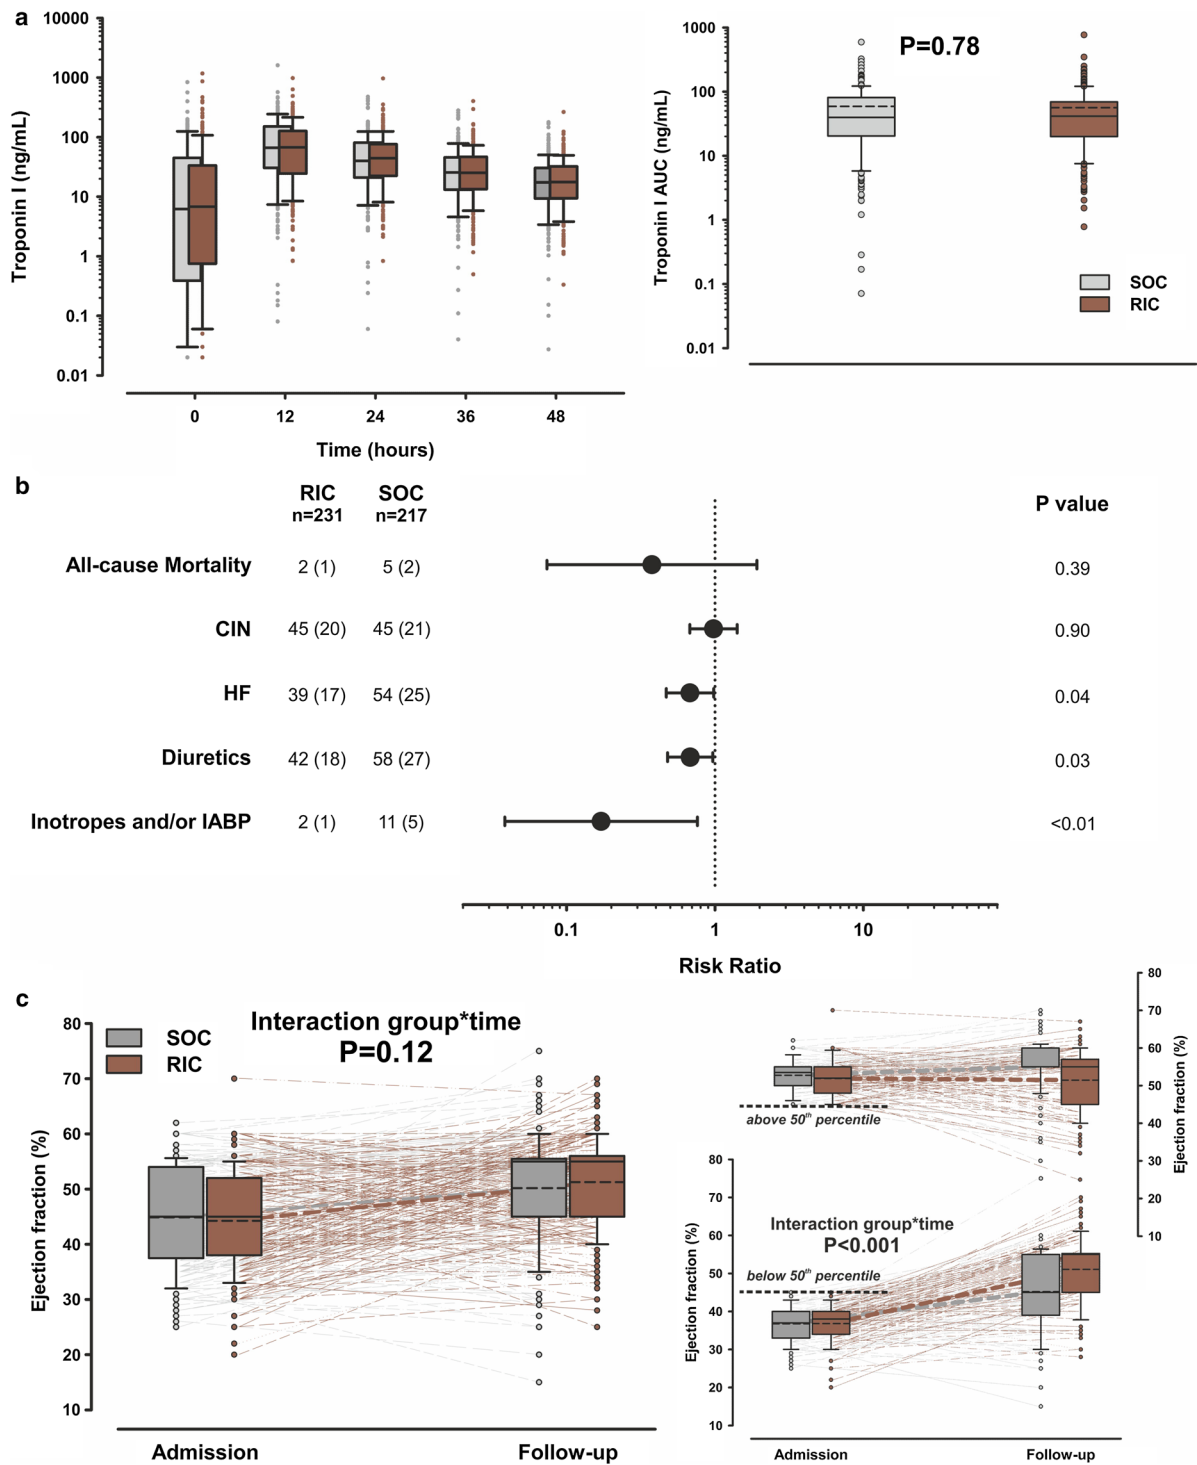 a
10000
1000
100
10
1
0.1
0.01
Troponin I (ng/mL)
0 12 24 36 48
Time (hours)
1000
100
10
1
0.1
0.01
Troponin I AUC (ng/mL)
P=0.78
SOC
RIC
b
RIC SOC P value
n=231 n=217
All-cause Mortality 2 (1) 5 (2) 0.39
CIN 45 (20) 45 (21) 0.90
HF 39 (17) 54 (25) 0.04
Diuretics 42 (18) 58 (27) 0.03
Inotropes and/or IABP 2 (1) 11 (5) <0.01
0.1 1 10
Risk Ratio
c
80
70
60
50
40
30
20
10
Ejection fraction (%)
SOC
RIC
Interaction group*time
P=0.12
Admission Follow-up
80
70
60
50
40
30
20
10
Ejection fraction (%)
above 50th percentile
80
70
60
50
40
30
20
10
Ejection fraction (%)
Interaction group*time
P<0.001
below 50th percentile
Admission Follow-up